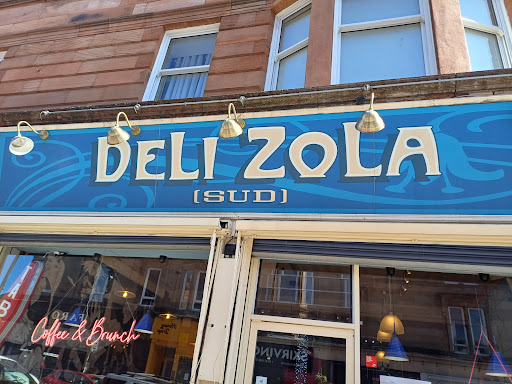 DELI ZOLA
(SUD)
Coffee & Brunch